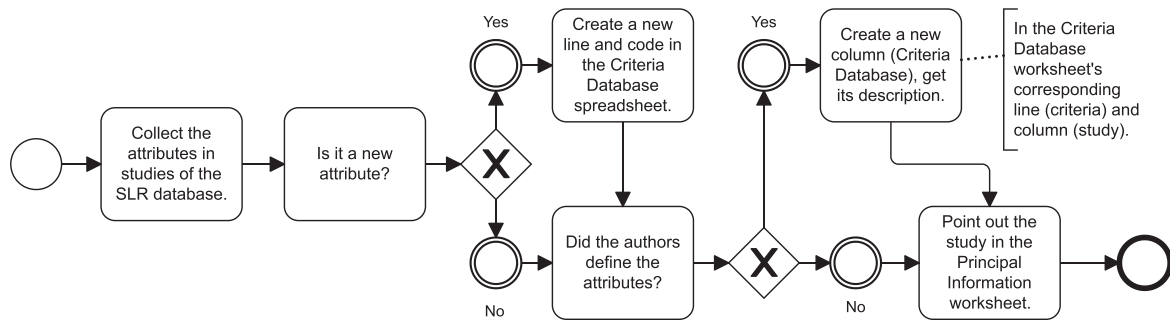 Yes
Create a new
line and code in
the Criteria
Database
spreadsheet.
Yes
Create a new
column (Criteria
Database), get
its description.
In the Criteria
Database
worksheet's
corresponding
line (criteria) and
column (study).
Collect the
attributes in
studies of the
SLR database.
Is it a new
attribute?
X
No
Did the authors
define the
attributes?
X
No
Point out the
study in the
Principal
Information
worksheet.